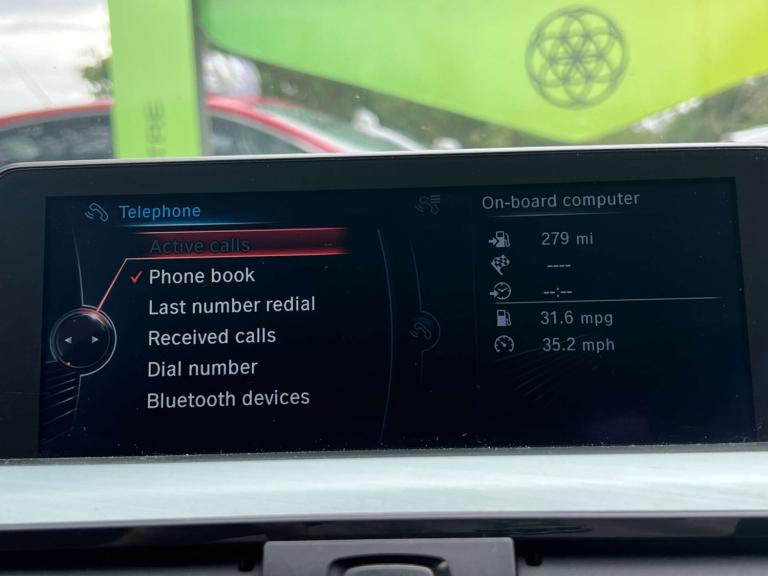 Telephone
Active calls
Phone book
Last number redial
Received calls
Dial number
Bluetooth devices
On-board computer
279 mi
----
--:--
31.6 mpg
35.2 mph